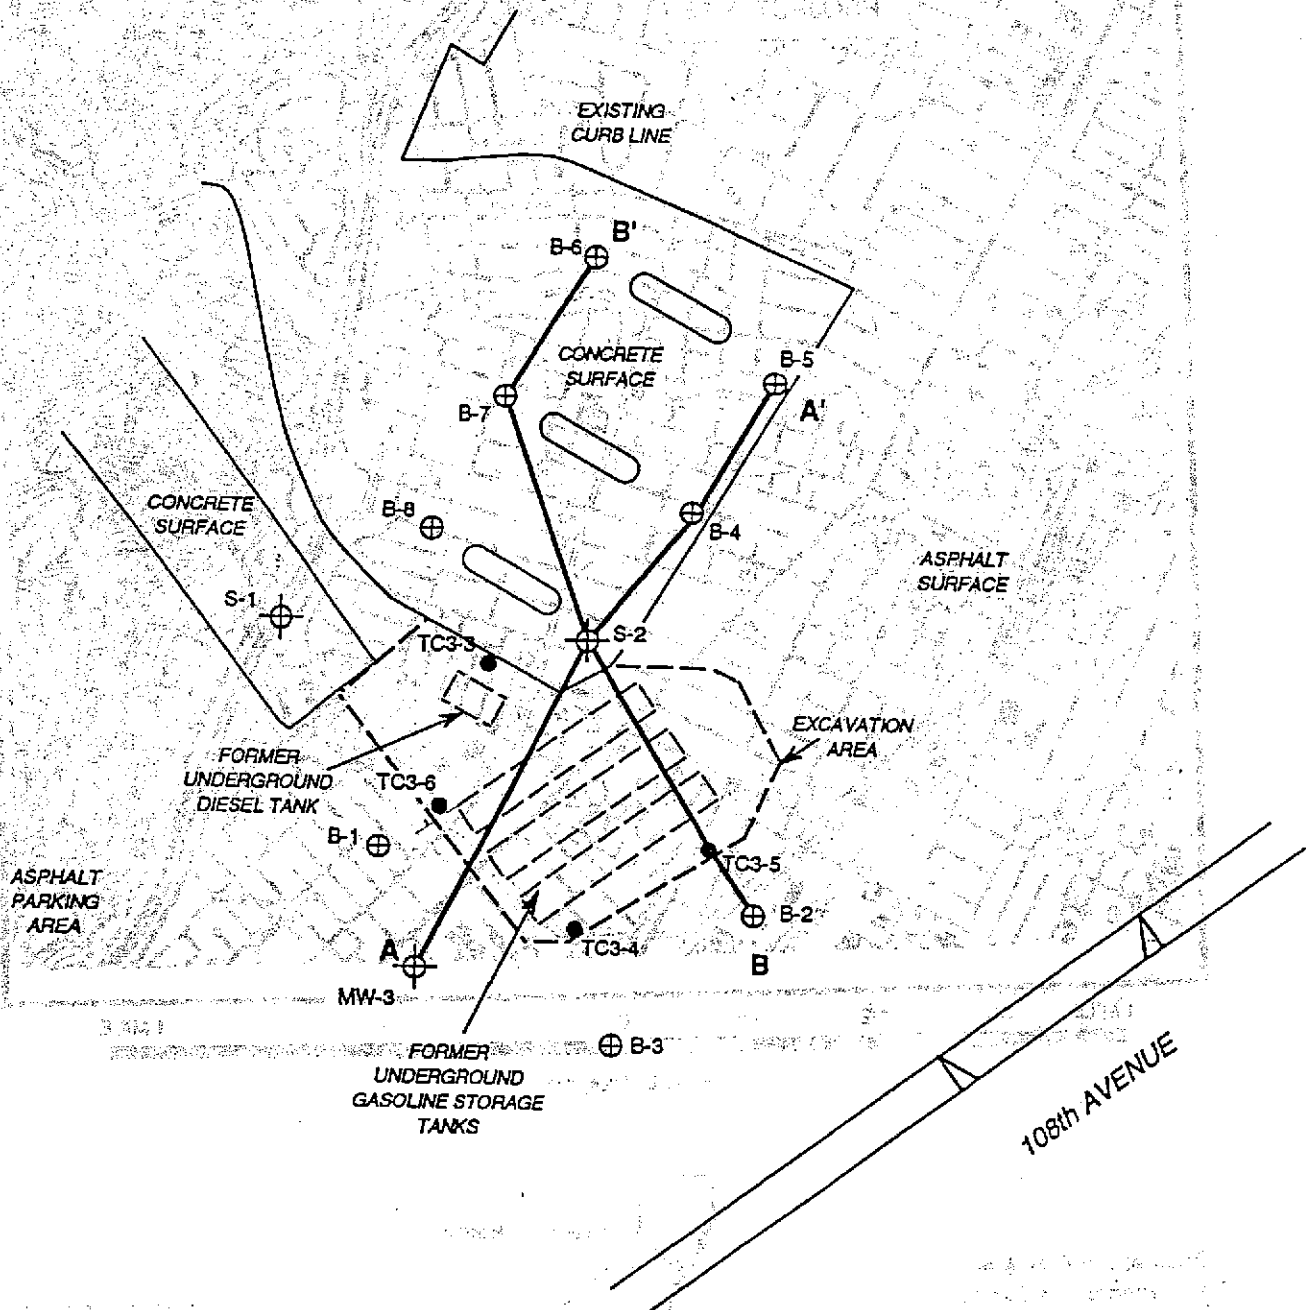 EXISTING
CURB LINE
B'
B-6
CONCRETE
SURFACE
B-5
A'
B-7
B-4
CONCRETE
SURFACE
B-8
ASPHALT
SURFACE
S-1
S-2
TC3-3
EXCAVATION
AREA
FORMER
UNDERGROUND
DIESEL TANK
TC3-6
B-1
TC3-5
ASPHALT
PARKING
AREA
B-2
A
TC3-4
B
MW-3
B-3
FORMER
UNDERGROUND
GASOLINE STORAGE
TANKS
108th AVENUE